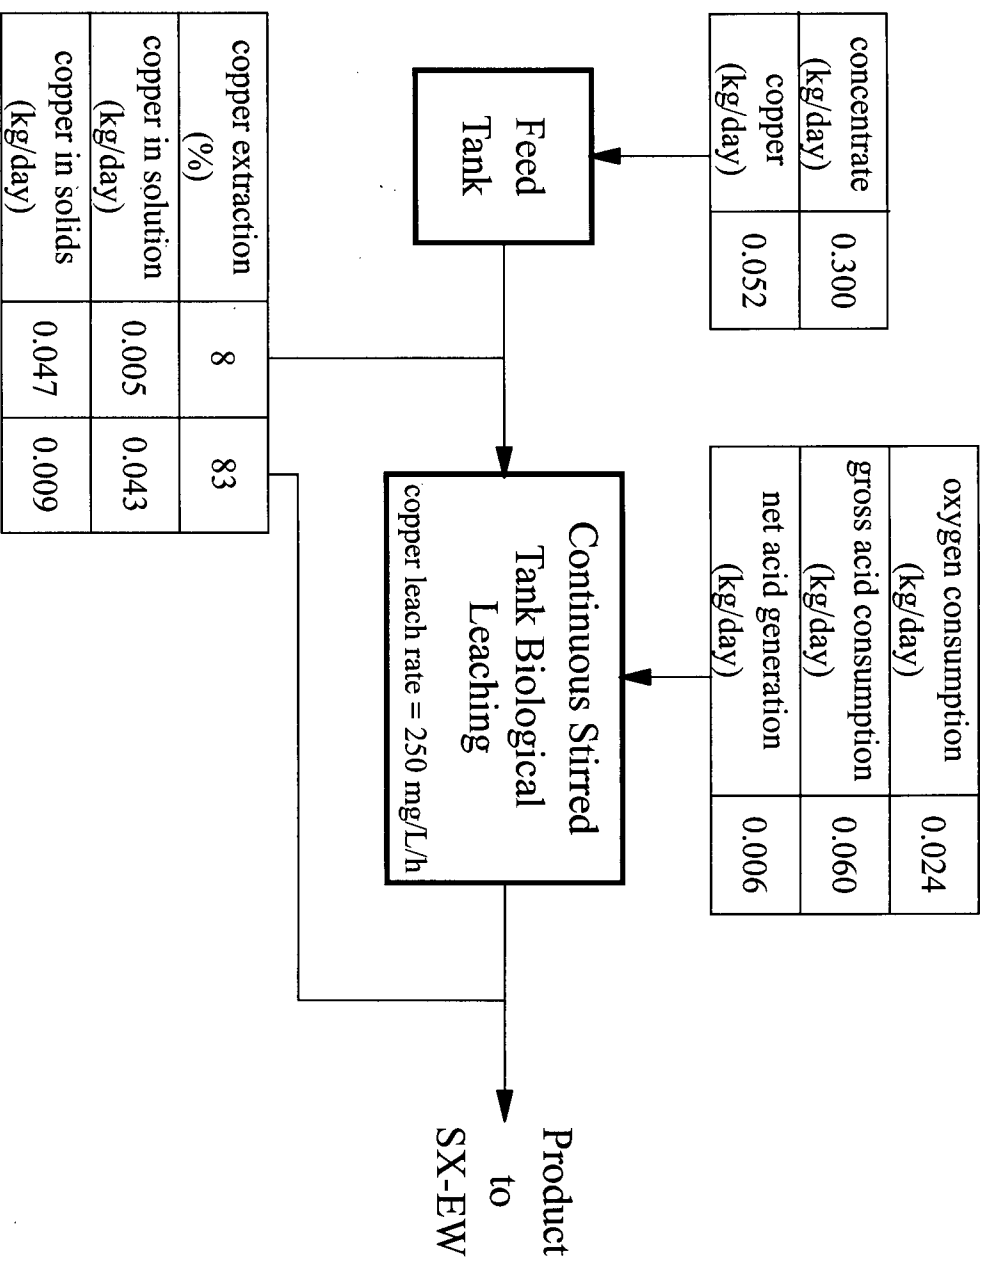 concentrate
(kg/day)
0.300
copper
(kg/day)
0.052
oxygen consumption
(kg/day)
0.024
gross acid consumption
(kg/day)
0.060
net acid generation
(kg/day)
0.006
Feed
Tank
Continuous Stirred
Tank Biological
Leaching
copper leach rate = 250 mg/L/h
Product
to
SX-EW
copper extraction
(%)
8
83
copper in solution
(kg/day)
0.005
0.043
copper in solids
(kg/day)
0.047
0.009